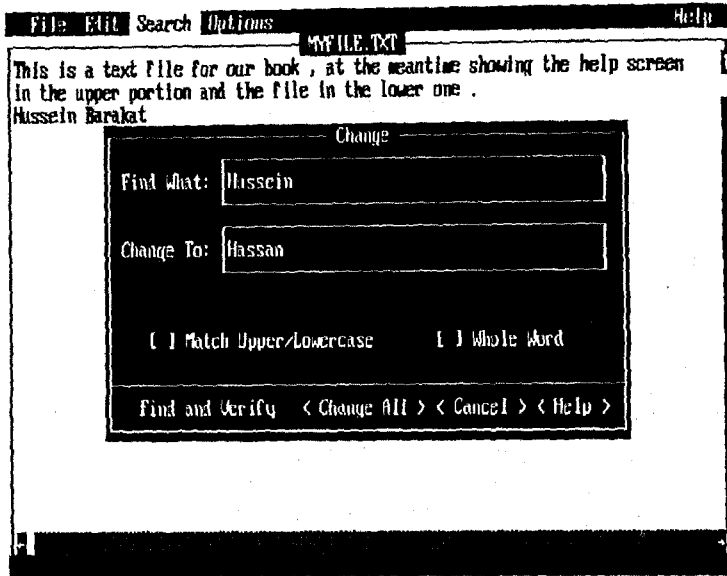 File Edit Search Options Help
MYFILE.TXT
This is a text file for our book , at the meantime showing the help screen
in the upper portion and the file in the lower one .
Hussein Barakat
Change
Find What: Hussein
Change To: Hassan
[ ] Match Upper/Lowercase [ ] Whole Word
Find and Verify < Change All > < Cancel > < Help >